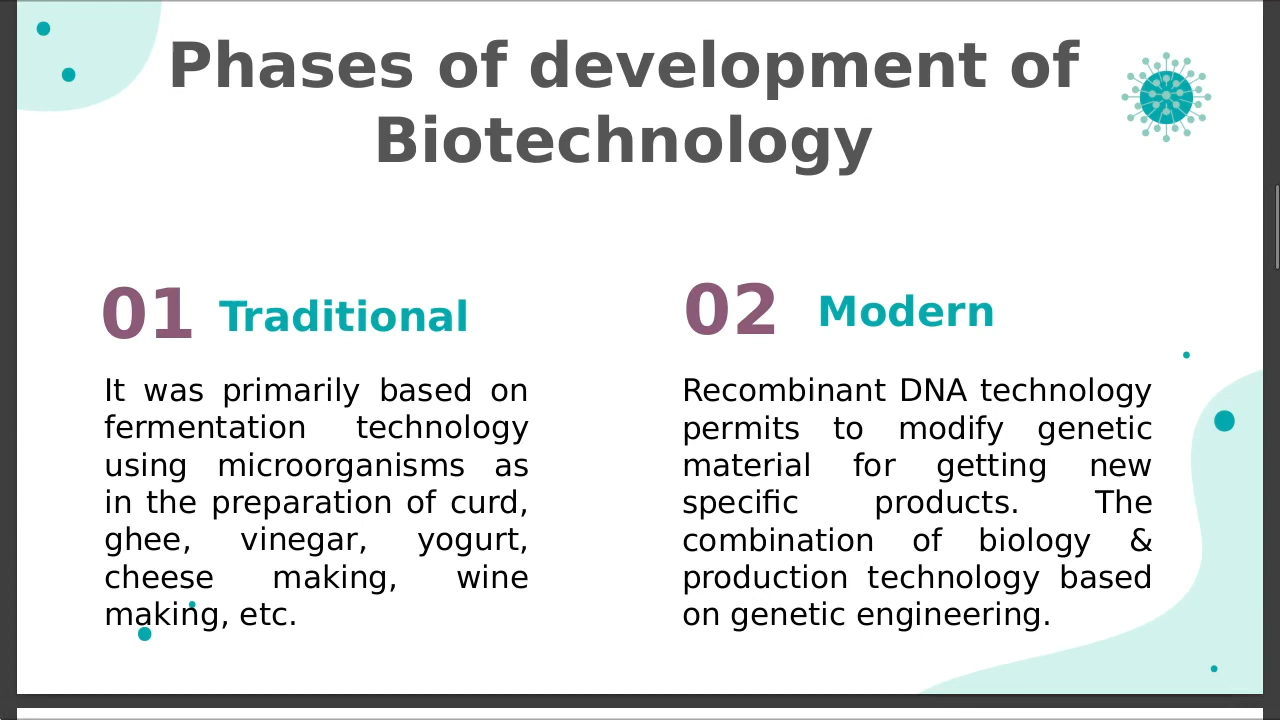 Phases of development of
Biotechnology
01 Traditional
It was primarily based on
fermentation technology
using microorganisms as
in the preparation of curd,
ghee, vinegar, yogurt,
cheese making, wine
making, etc.
02 Modern
Recombinant DNA technology
permits to modify genetic
material for getting new
specific products. The
combination of biology &
production technology based
on genetic engineering.